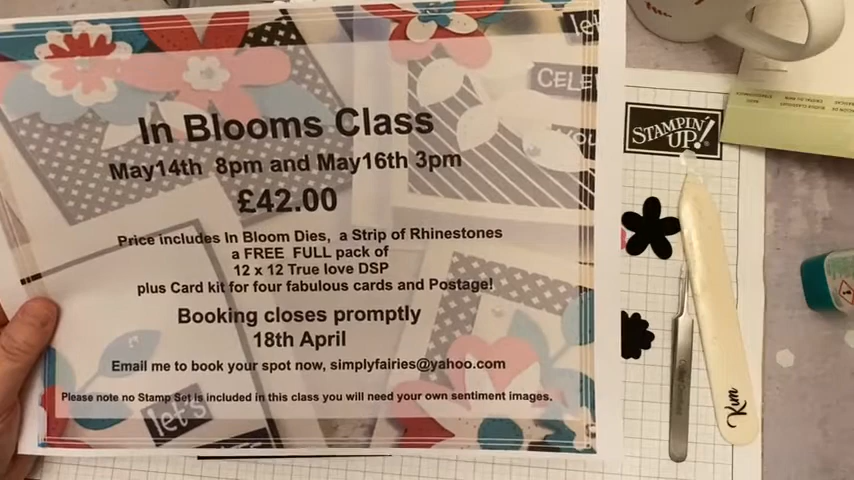 In Blooms Class
May14th 8pm and May16th 3pm
£42.00
Price includes In Bloom Dies, a Strip of Rhinestones
a FREE FULL pack of
12 x 12 True love DSP
plus Card kit for four fabulous cards and Postage!
Booking closes promptly
18th April
Email me to book your spot now, simplyfairies@yahoo.com
Please note no Stamp Set is included in this class you will need your own sentiment images.
let's
let's
STAMPIN' UP!
Kim